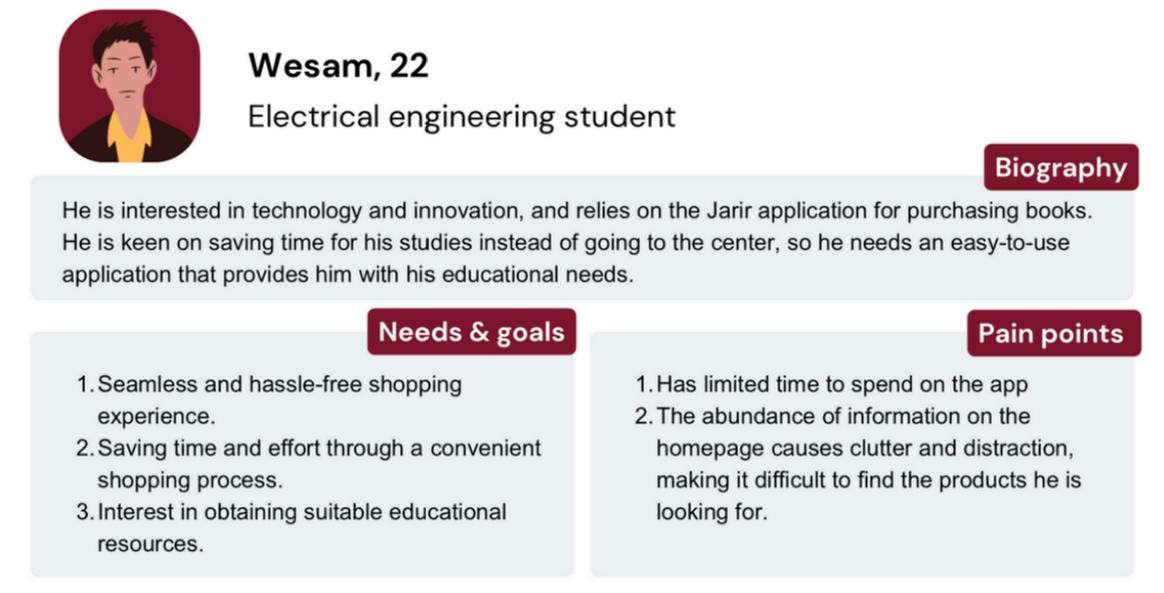 Wesam, 22
Electrical engineering student
Biography
He is interested in technology and innovation, and relies on the Jarir application for purchasing books.
He is keen on saving time for his studies instead of going to the center, so he needs an easy-to-use
application that provides him with his educational needs.
Needs & goals
1. Seamless and hassle-free shopping
experience.
2. Saving time and effort through a convenient
shopping process.
3. Interest in obtaining suitable educational
resources.
Pain points
1. Has limited time to spend on the app
2. The abundance of information on the
homepage causes clutter and distraction,
making it difficult to find the products he is
looking for.